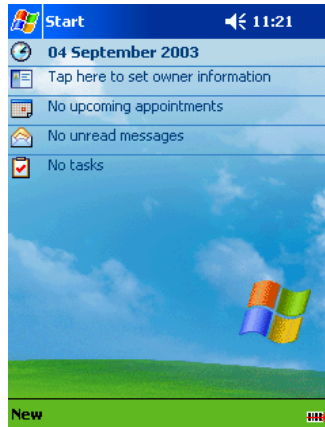 Start 11:21
04 September 2003
Tap here to set owner information
No upcoming appointments
No unread messages
No tasks
New